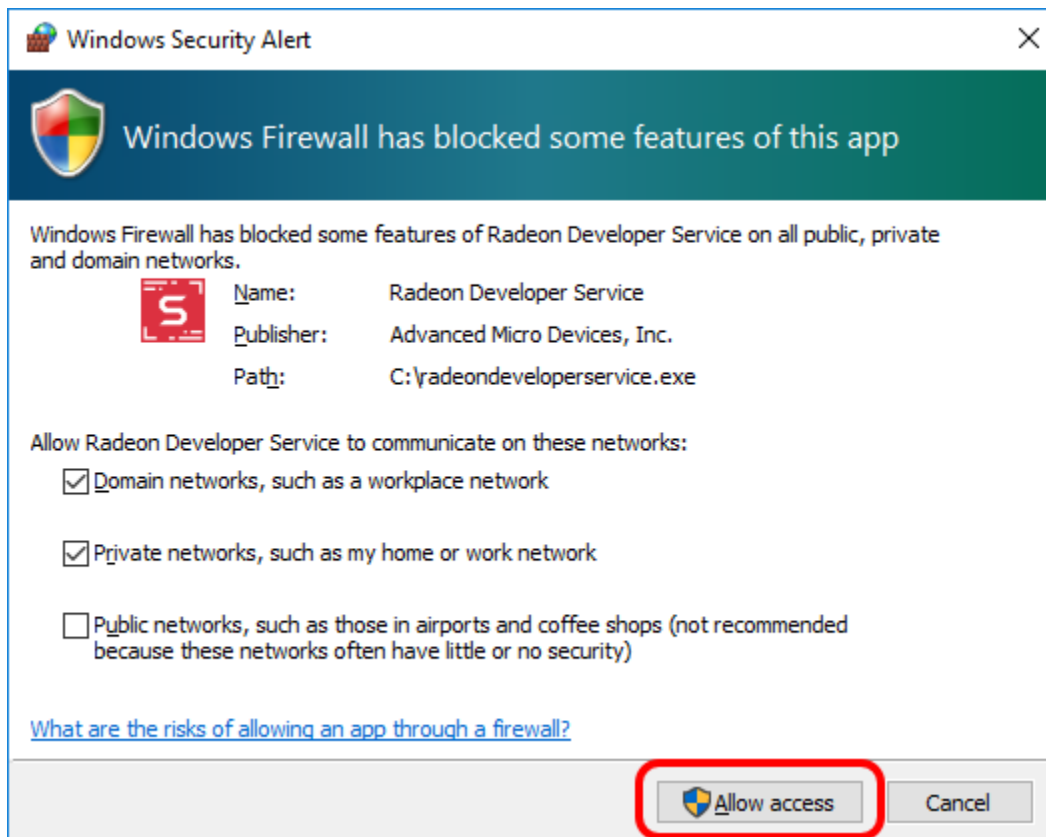 Windows Security Alert
Windows Firewall has blocked some features of this app
Windows Firewall has blocked some features of Radeon Developer Service on all public, private
and domain networks.
S
Name: Radeon Developer Service
Publisher: Advanced Micro Devices, Inc.
Path: C:\radeondeveloperservice.exe
Allow Radeon Developer Service to communicate on these networks:
Domain networks, such as a workplace network
Private networks, such as my home or work network
Public networks, such as those in airports and coffee shops (not recommended
because these networks often have little or no security)
What are the risks of allowing an app through a firewall?
Allow access Cancel